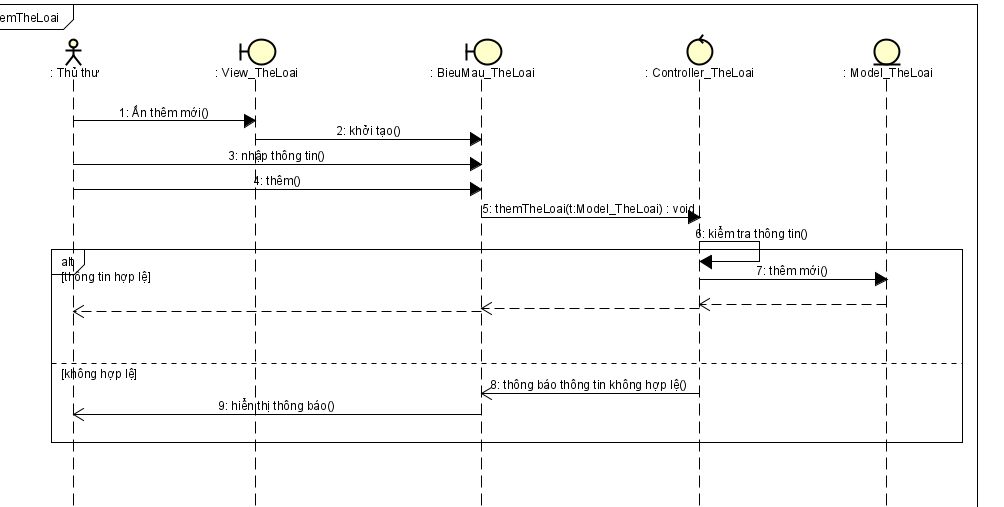 emTheLoai
: Thủ thư
: View_TheLoai
: BieuMau_TheLoai
: Controller_TheLoai
: Model_TheLoai
1: Ấn thêm mới()
2: khởi tạo()
3: nhập thông tin()
4: thêm()
5: themTheLoai(t:Model_TheLoai) : void
6: kiểm tra thông tin()
alt
[thông tin hợp lệ]
7: thêm mới()
[không hợp lệ]
8: thông báo thông tin không hợp lệ()
9: hiển thị thông báo()